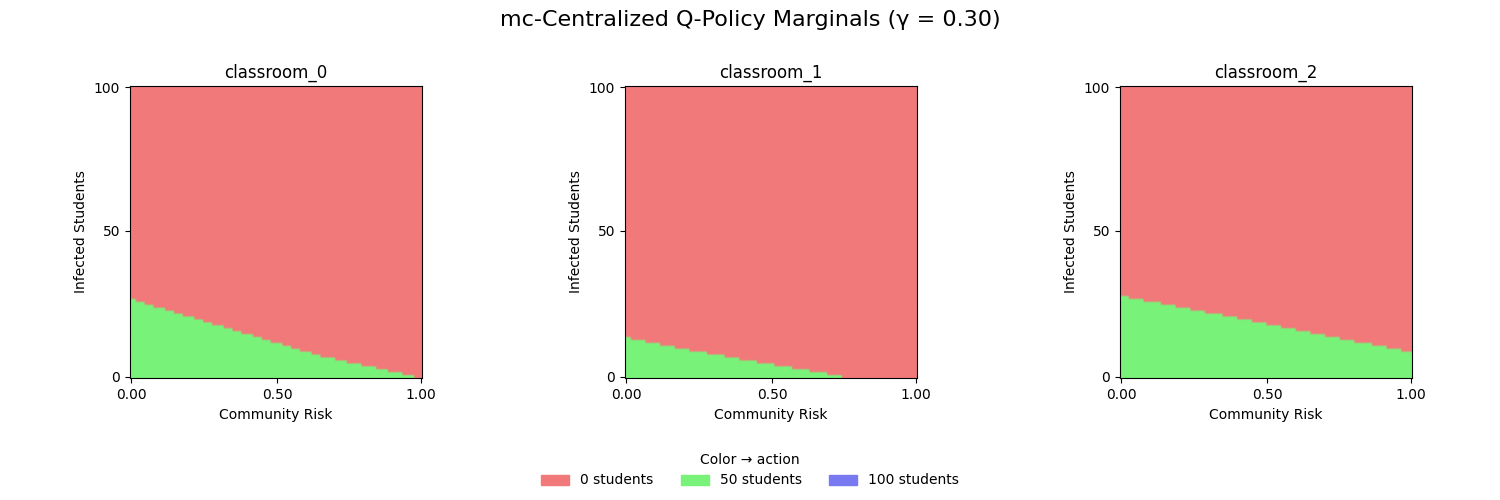 mc-Centralized Q-Policy Marginals (γ = 0.30)
classroom_0
100
50
0
Infected Students
0.00 0.50 1.00
Community Risk
classroom_1
100
50
0
Infected Students
0.00 0.50 1.00
Community Risk
classroom_2
100
50
0
Infected Students
0.00 0.50 1.00
Community Risk
Color → action
0 students 50 students 100 students